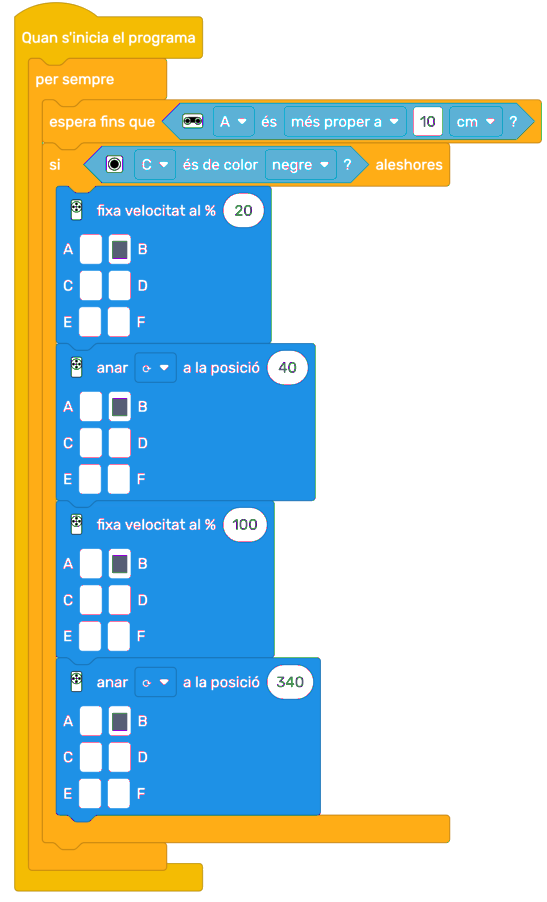 Quan s'inicia el programa
per sempre
espera fins que A és més proper a 10 cm ?
si C és de color negre ? aleshores
fixa velocitat al % 20
A B
C D
E F
anar a la posició 40
A B
C D
E F
fixa velocitat al % 100
A B
C D
E F
anar a la posició 340
A B
C D
E F